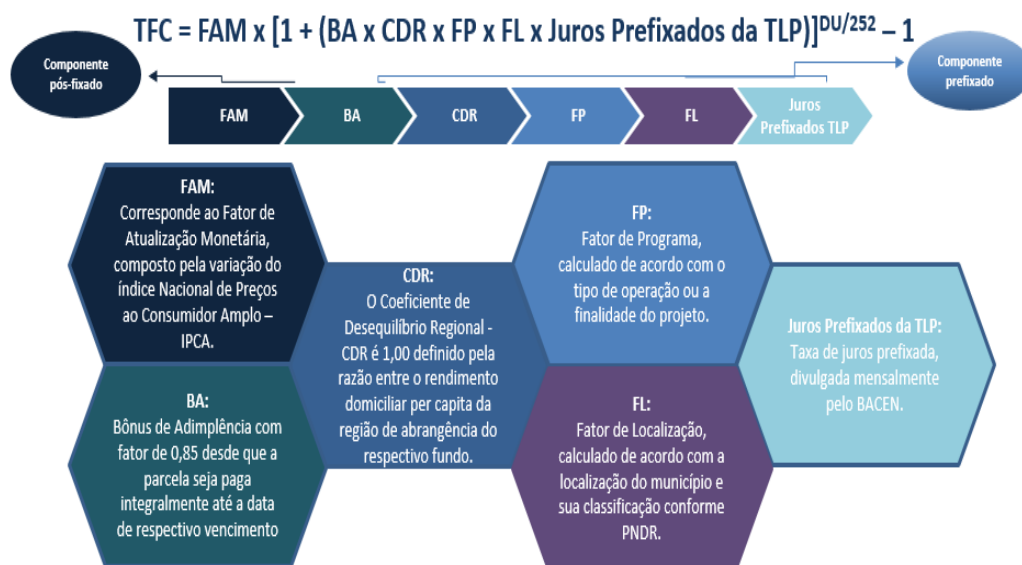 TFC = FAM x [1 + (BA x CDR x FP x FL x Juros Prefixados da TLP)]^DU/252 – 1
Componente
pós-fixado
Componente
prefixado
FAM
BA
CDR
FP
FL
Juros
Prefixados TLP
FAM:
Corresponde ao Fator de
Atualização Monetária,
composto pela variação do
índice Nacional de Preços
ao Consumidor Amplo –
IPCA.
BA:
Bônus de Adimplência com
fator de 0,85 desde que a
parcela seja paga
integralmente até a data
de respectivo vencimento
CDR:
O Coeficiente de
Desequilíbrio Regional -
CDR é 1,00 definido pela
razão entre o rendimento
domiciliar per capita da
região de abrangência do
respectivo fundo.
FP:
Fator de Programa,
calculado de acordo com o
tipo de operação ou a
finalidade do projeto.
FL:
Fator de Localização,
calculado de acordo com a
localização do município e
sua classificação conforme
PNDR.
Juros Prefixados da TLP:
Taxa de juros prefixada,
divulgada mensalmente
pelo BACEN.